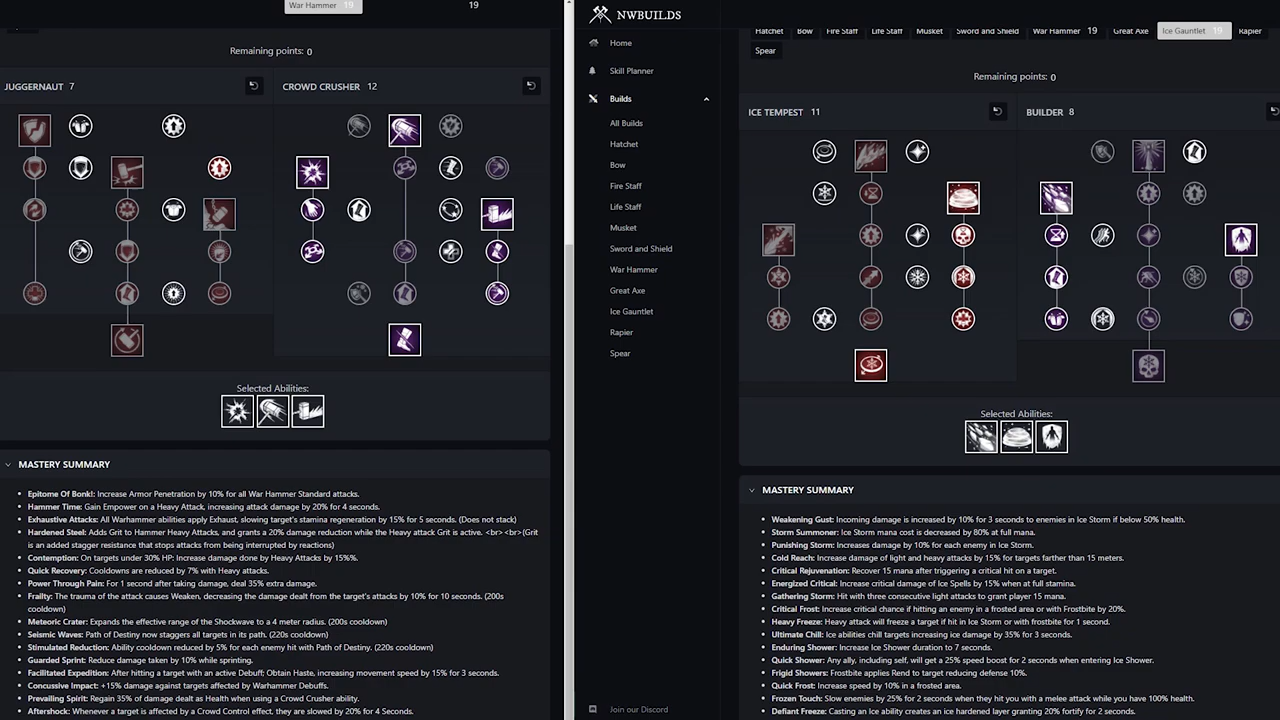 War Hammer 19
19
Remaining points: 0
JUGGERNAUT 7
CROWD CRUSHER 12
Selected Abilities:
MASTERY SUMMARY
Epitome Of Bonk!: Increase Armor Penetration by 10% for all War Hammer Standard attacks.
Hammer Time: Gain Empower on a Heavy Attack, increasing attack damage by 20% for 4 seconds.
Exhaustive Attacks: All Warhammer abilities apply Exhaust, slowing target's stamina regeneration by 15% for 5 seconds. (Does not stack)
Hardened Steel: Adds Grit to Hammer Heavy Attacks, and grants a 20% damage reduction while the Heavy attack Grit is active. <br> <br>(Grit
is an added stagger resistance that stops attacks from being interrupted by reactions)
Contemption: On targets under 30% HP: Increase damage done by Heavy Attacks by 15%%.
Quick Recovery: Cooldowns are reduced by 7% with Heavy attacks.
Power Through Pain: For 1 second after taking damage, deal 35% extra damage.
Frailty: The trauma of the attack causes Weaken, decreasing the damage dealt from the target's attacks by 10% for 10 seconds. (200s
cooldown)
Meteoric Crater: Expands the effective range of the Shockwave to a 4 meter radius. (200s cooldown)
Seismic Waves: Path of Destiny now staggers all targets in its path. (220s cooldown)
Stimulated Reduction: Ability cooldown reduced by 5% for each enemy hit with Path of Destiny. (220s cooldown)
Guarded Sprint: Reduce damage taken by 10% while sprinting.
Facilitated Expedition: After hitting a target with an active Debuff: Obtain Haste, increasing movement speed by 15% for 3 seconds.
Concussive Impact: +15% damage against targets affected by Warhammer Debuffs.
Prevailing Spirit: Regain 35% of damage dealt as Health when using a Crowd Crusher ability.
Aftershock: Whenever a target is affected by a Crowd Control effect, they are slowed by 20% for 4 Seconds.
NWBUILDS
Home
Skill Planner
Builds
All Builds
Hatchet
Bow
Fire Staff
Life Staff
Musket
Sword and Shield
War Hammer
Great Axe
Ice Gauntlet
Rapier
Spear
Join our Discord
Hatchet Bow Fire Staff Life Staff Musket Sword and Shield War Hammer 19 Great Axe Ice Gauntlet 19 Rapier
Spear
Remaining points: 0
ICE TEMPEST 11
BUILDER 8
Selected Abilities:
MASTERY SUMMARY
Weakening Gust: Incoming damage is increased by 10% for 3 seconds to enemies in Ice Storm if below 50% health.
Storm Summoner: Ice Storm mana cost is decreased by 80% at full mana.
Punishing Storm: Increases damage by 10% for each enemy in Ice Storm.
Cold Reach: Increase damage of light and heavy attacks by 15% for targets farther than 15 meters.
Critical Rejuvenation: Recover 15 mana after triggering a critical hit on a target.
Energized Critical: Increase critical damage of Ice Spells by 15% when at full stamina.
Gathering Storm: Hit with three consecutive light attacks to grant player 15 mana.
Critical Frost: Increase critical chance if hitting an enemy in a frosted area or with Frostbite by 20%.
Heavy Freeze: Heavy attack will freeze a target if hit in Ice Storm or with frostbite for 1 second.
Ultimate Chill: Ice abilities chill targets increasing ice damage by 35% for 3 seconds.
Enduring Shower: Increase Ice Shower duration to 7 seconds.
Quick Shower: Any ally, including self, will get a 25% speed boost for 2 seconds when entering Ice Shower.
Frigid Showers: Frostbite applies Rend to target reducing defense 10%.
Quick Frost: Increase speed by 10% in a frosted area.
Frozen Touch: Slow enemies by 25% for 2 seconds when they hit you with a melee attack while you have 100% health.
Defiant Freeze: Casting an Ice ability creates an ice hardened layer granting 20% fortify for 2 seconds.